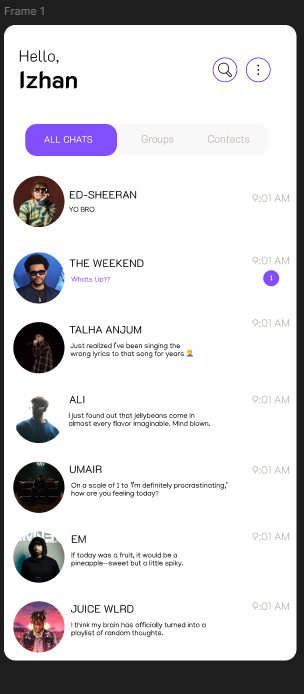 Frame 1
Hello,
Izhan
ALL CHATS
Groups
Contacts
ED-SHEERAN
9:01 AM
YO BRO
THE WEEKEND
9:01 AM
Whats Up??
1
TALHA ANJUM
9:01 AM
Just realized I've been singing the
wrong lyrics to that song for years 🤦‍♂️
ALI
9:01 AM
I just found out that jellybeans come in
almost every flavor imaginable. Mind blown.
UMAIR
9:01 AM
On a scale of 1 to 'I'm definitely procrastinating,'
how are you feeling today?
EM
9:01 AM
If today was a fruit, it would be a
pineapple—sweet but a little spiky.
JUICE WLRD
9:01 AM
I think my brain has officially turned into a
playlist of random thoughts.